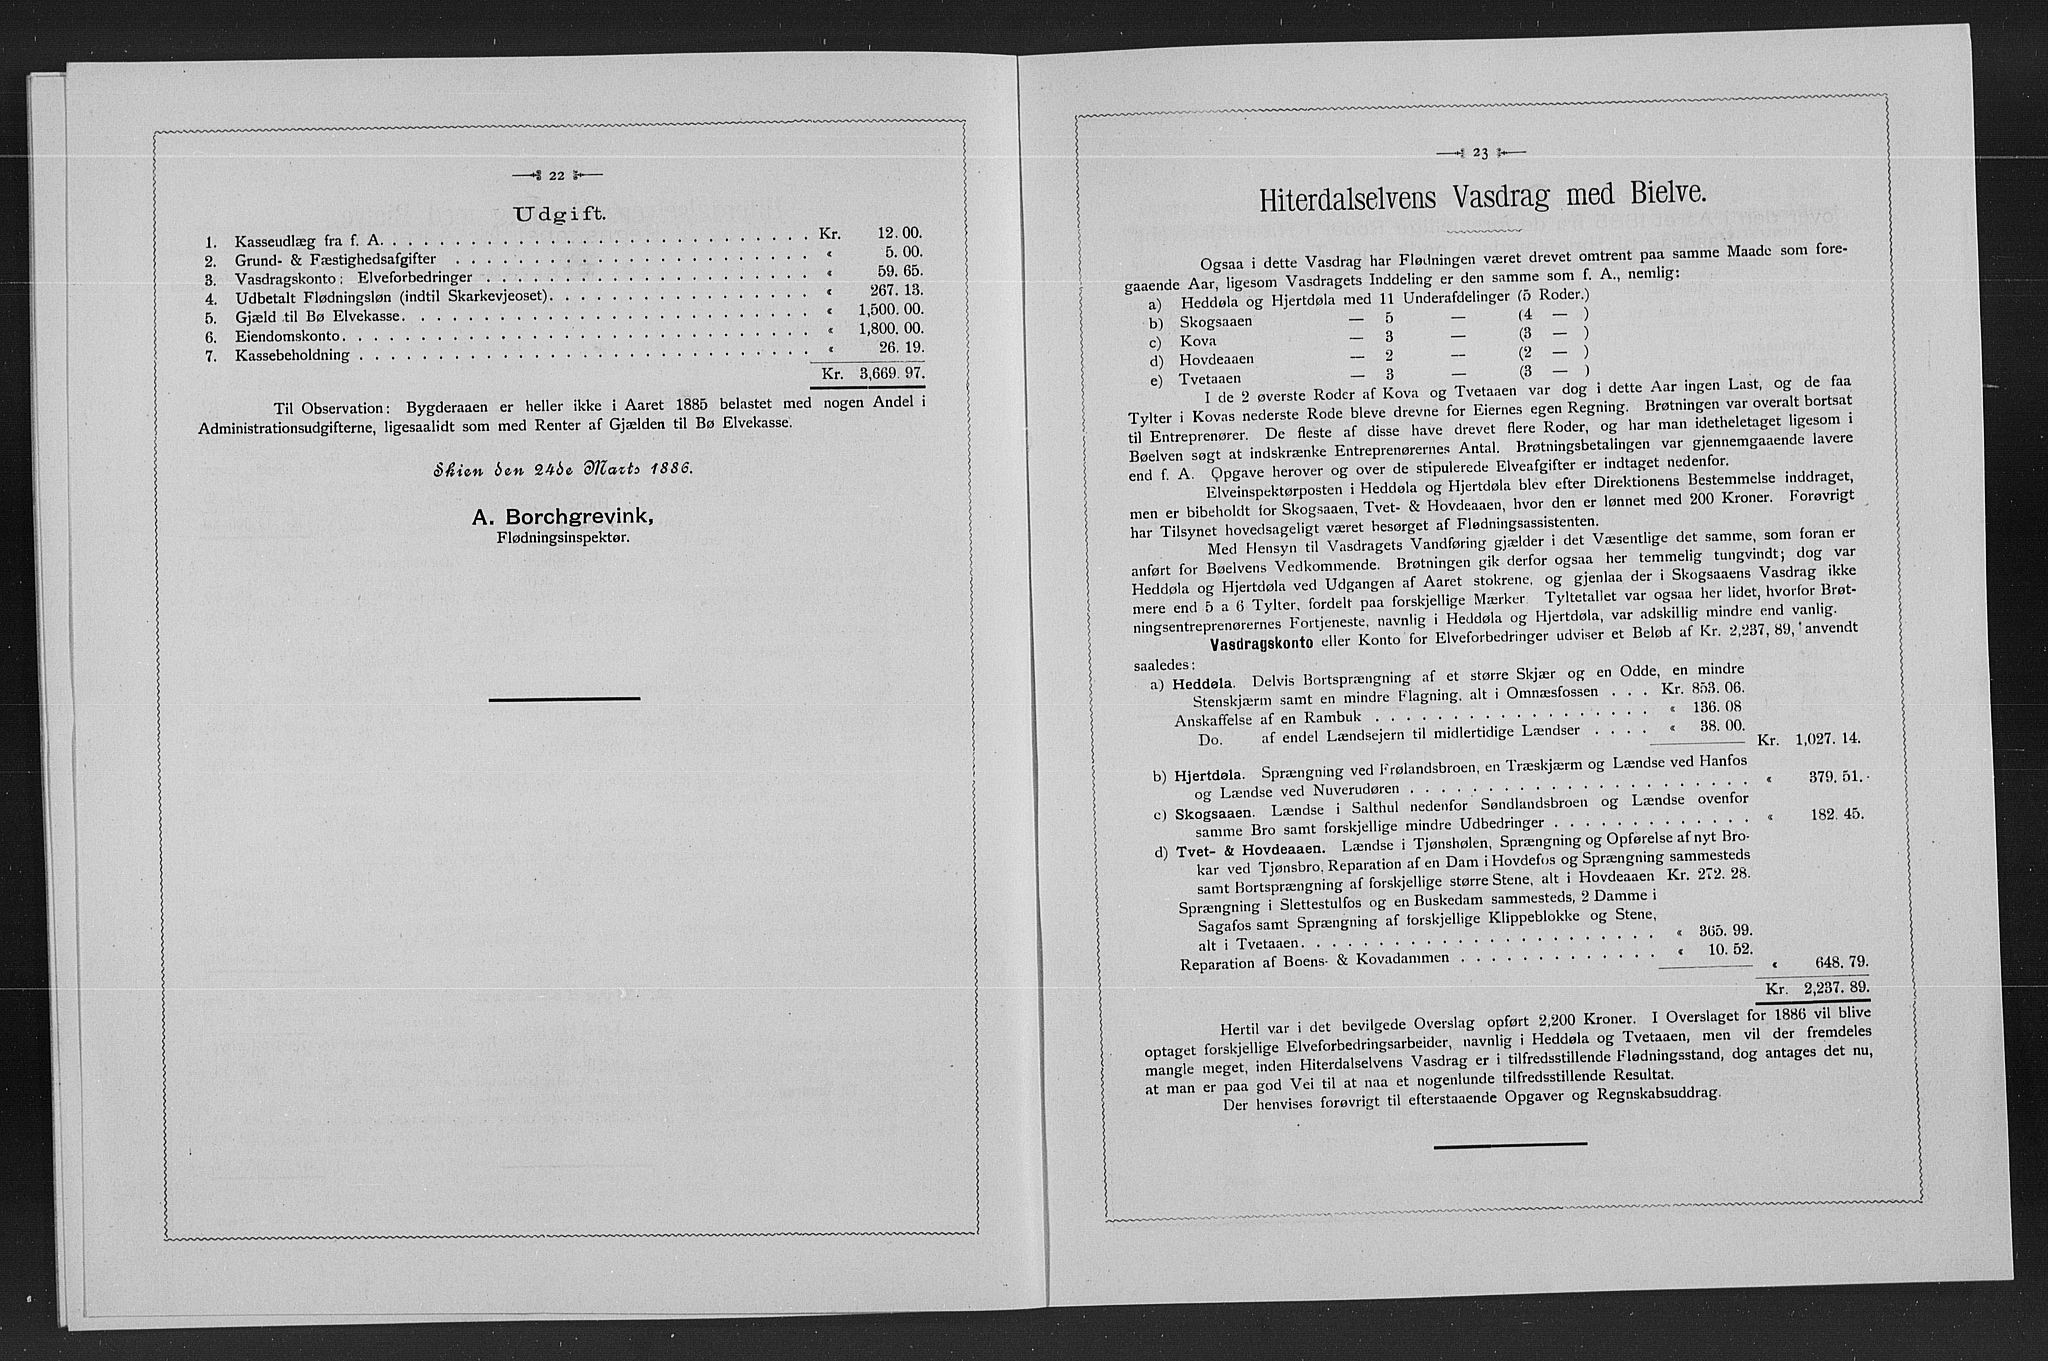 22
Udgift.
1. Kasseudlæg fra f. A. . . . Kr. 12. 00.
2. Grund- & Fæstighedsafgifter . . . « 5. 00.
3. Vasdragskonto: Elveforbedringer . . . « 59. 65.
4. Udbetalt Flødningsløn (indtil Skarkevjeoset). . . . « 267. 13.
5. Gjæld til Bø Elvekasse. . . . « 1,500. 00.
6. Eiendomskonto. . . . « 1,800. 00.
7. Kassebeholdning . . . « 26. 19.
Kr. 3,669. 97.
Til Observation: Bygderaaen er heller ikke i Aaret 1885 belastet med nogen Andel i
Administrationsudgifterne, ligesaalidt som med Renter af Gjælden til Bø Elvekasse.
Skien den 24de Marts 1886.
A. Borchgrevink,
Flødningsinspektør.
23
Hiterdalselvens Vasdrag med Bielve.
Ogsaa i dette Vasdrag har Flødningen været drevet omtrent paa samme Maade som fore-
gaaende Aar, ligesom Vasdragets Inddeling er den samme som f. A., nemlig:
a) Heddøla og Hjertdøla med 11 Underafdelinger (5 Roder.)
b) Skogsaaen — 5 — (4 — )
c) Kova — 3 — (3 — )
d) Hovdeaaen — 2 — (2 — )
e) Tvetaaen — 3 — (3 — )
I de 2 øverste Roder af Kova og Tvetaaen var dog i dette Aar ingen Last, og de faa
Tylter i Kovas nederste Rode bleve drevne for Eiernes egen Regning. Brøtningen var overalt bortsat
til Entreprenører. De fleste af disse have drevet flere Roder, og har man idetheletaget ligesom i
Bøelven søgt at indskrænke Entreprenørernes Antal. Brøtningsbetalingen var gjennemgaaende lavere
end f. A. Opgave herover og over de stipulerede Elveafgifter er indtaget nedenfor.
Elveinspektørposten i Heddøla og Hjertdøla blev efter Direktionens Bestemmelse inddraget,
men er bibeholdt for Skogsaaen, Tvet- & Hovdeaaen, hvor den er lønnet med 200 Kroner. Forøvrigt
har Tilsynet hovedsageligt været besørget af Flødningsassistenten.
Med Hensyn til Vasdragets Vandføring gjælder i det Væsentlige det samme, som foran er
anført for Bøelvens Vedkommende. Brøtningen gik derfor ogsaa her temmelig tungvindt; dog var
Heddøla og Hjertdøla ved Udgangen af Aaret stokrene, og gjenlaa der i Skogsaaens Vasdrag ikke
mere end 5 a 6 Tylter, fordelt paa forskjellige Mærker. Tyltetallet var ogsaa her lidet, hvorfor Brøt-
ningsentreprenørernes Fortjeneste, navnlig i Heddøla og Hjertdøla, var adskillig mindre end vanlig.
Vasdragskonto eller Konto for Elveforbedringer udviser et Beløb af Kr. 2,237, 89, anvendt
saaledes:
a) Heddøla. Delvis Bortsprængning af et større Skjær og en Odde, en mindre
Stenskjærm samt en mindre Flagning, alt i Omnæsfossen . . . Kr. 853. 06.
Anskaffelse af en Rambuk . . . « 136. 08
Do. af endel Lændsejern til midlertidige Lændser . . . . « 38. 00.
Kr. 1,027. 14.
b) Hjertdøla. Sprængning ved Frølandsbroen, en Træskjærm og Lændse ved Hanfos
og Lændse ved Nuverudøren . . . « 379. 51.
c) Skogsaaen. Lændse i Salthul nedenfor Søndlandsbroen og Lændse ovenfor
samme Bro samt forskjellige mindre Udbedringer . . . « 182. 45.
d) Tvet- & Hovdeaaen. Lændse i Tjønshølen, Sprængning og Opførelse af nyt Bro-
kar ved Tjønsbro, Reparation af en Dam i Hovdefos og Sprængning sammesteds
samt Bortsprængning af forskjellige større Stene, alt i Hovdeaaen Kr. 272. 28.
Sprængning i Slettestulfos og en Buskedam sammesteds, 2 Damme i
Sagafos samt Sprængning af forskjellige Klippeblokke og Stene,
alt i Tvetaaen. . . . « 365. 99.
Reparation af Boens- & Kovadammen . . . « 10. 52.
« 648. 79.
Kr. 2,237. 89.
Hertil var i det bevilgede Overslag opført 2,200 Kroner. I Overslaget for 1886 vil blive
optaget forskjellige Elveforbedringsarbeider, navnlig i Heddøla og Tvetaaen, men vil der fremdeles
mangle meget, inden Hiterdalselvens Vasdrag er i tilfredsstillende Flødningsstand, dog antages det nu,
at man er paa god Vei til at naa et nogenlunde tilfredsstillende Resultat.
Der henvises forøvrigt til efterstaaende Opgaver og Regnskabsuddrag.